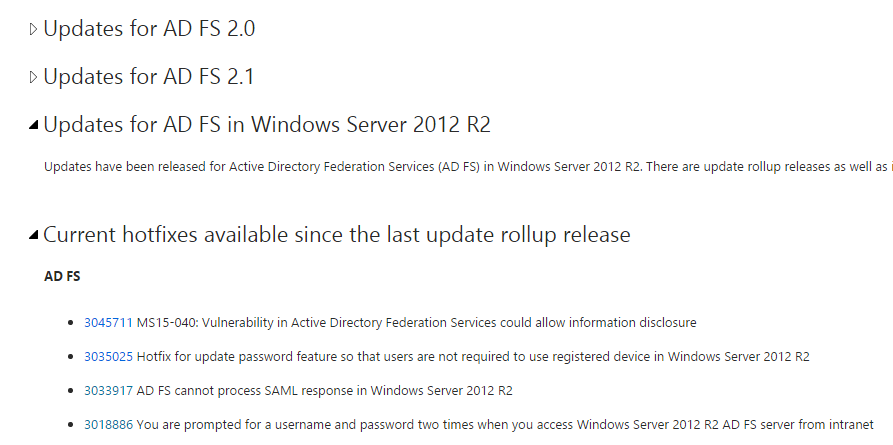 Updates for AD FS 2.0
Updates for AD FS 2.1
Updates for AD FS in Windows Server 2012 R2
Updates have been released for Active Directory Federation Services (AD FS) in Windows Server 2012 R2. There are update rollup releases as well as
Current hotfixes available since the last update rollup release
AD FS
3045711 MS15-040: Vulnerability in Active Directory Federation Services could allow information disclosure
3035025 Hotfix for update password feature so that users are not required to use registered device in Windows Server 2012 R2
3033917 AD FS cannot process SAML response in Windows Server 2012 R2
3018886 You are prompted for a username and password two times when you access Windows Server 2012 R2 AD FS server from intranet